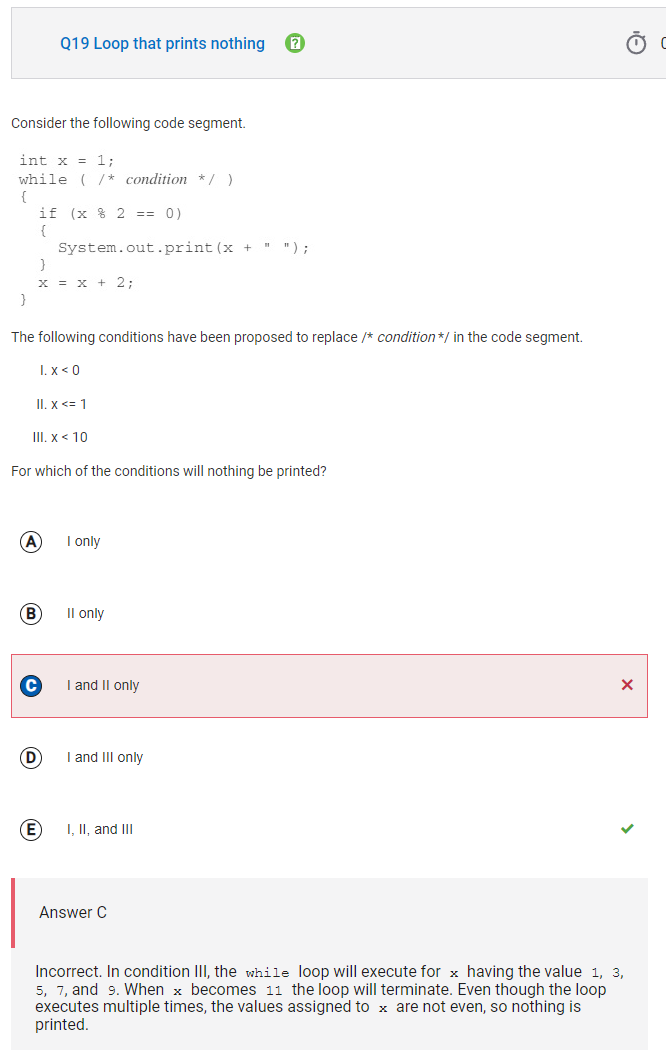 Q19 Loop that prints nothing ?
Consider the following code segment.
int x = 1;
while ( /* condition */ )
{
if (x % 2 == 0)
{
System.out.print(x + " ");
}
x = x + 2;
}
The following conditions have been proposed to replace /* condition */ in the code segment.
I. x < 0
II. x <= 1
III. x < 10
For which of the conditions will nothing be printed?
A I only
B II only
C I and II only
D I and III only
E I, II, and III
Answer C
Incorrect. In condition III, the while loop will execute for x having the value 1, 3,
5, 7, and 9. When x becomes 11 the loop will terminate. Even though the loop
executes multiple times, the values assigned to x are not even, so nothing is
printed.